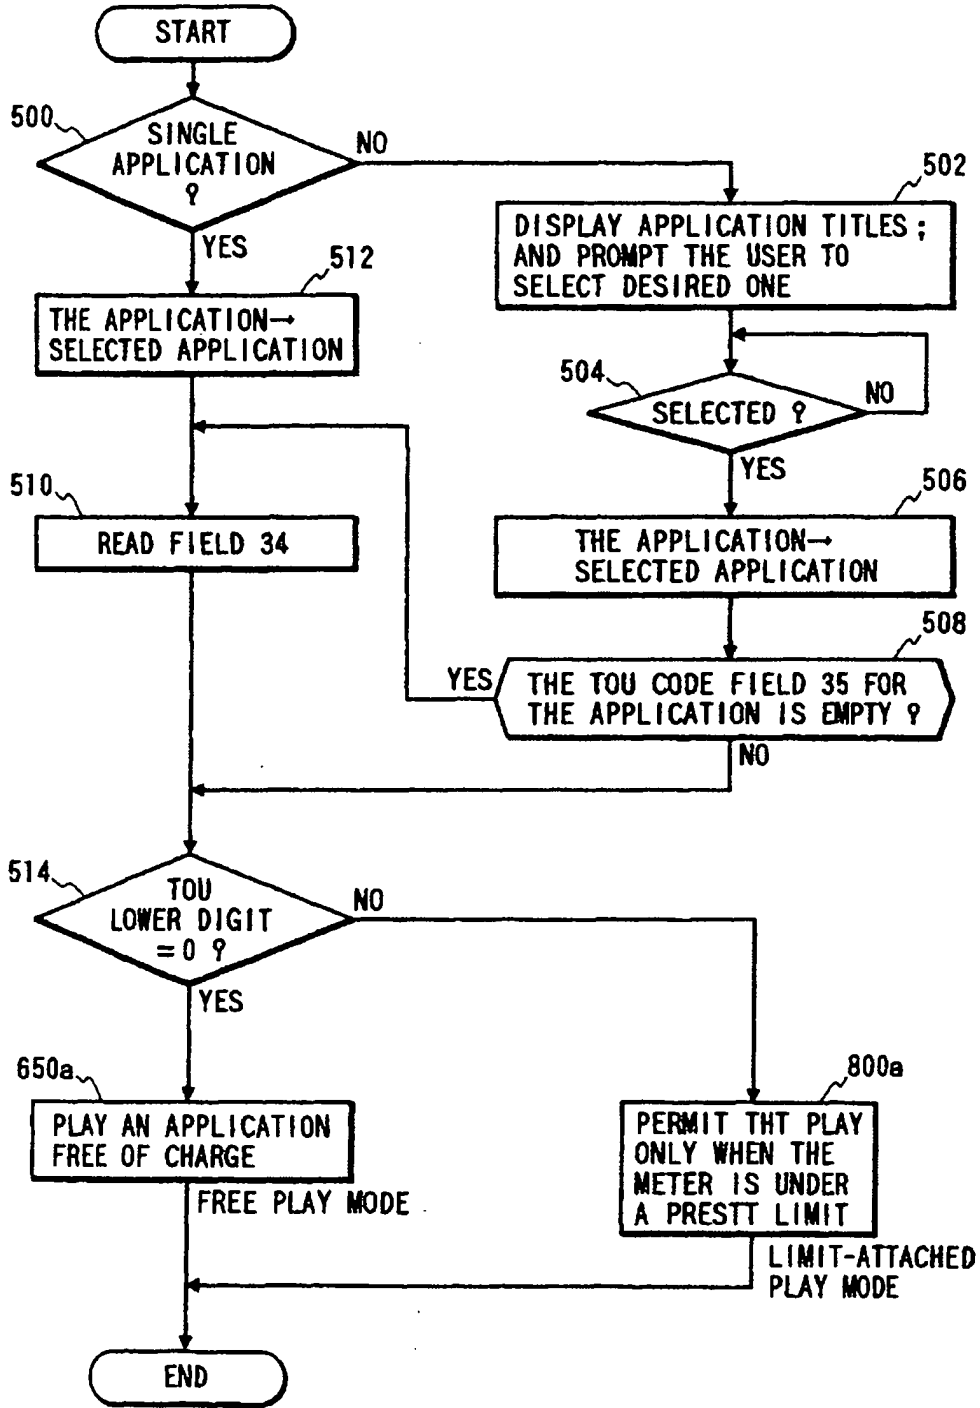 START
500
SINGLE
APPLICATION
?
NO
YES
502
DISPLAY APPLICATION TITLES;
AND PROMPT THE USER TO
SELECT DESIRED ONE
512
THE APPLICATION→
SELECTED APPLICATION
504
SELECTED ?
NO
YES
510
READ FIELD 34
506
THE APPLICATION→
SELECTED APPLICATION
508
THE TOU CODE FIELD 35 FOR
THE APPLICATION IS EMPTY ?
YES
NO
514
TOU
LOWER DIGIT
=0 ?
NO
YES
650a
PLAY AN APPLICATION
FREE OF CHARGE
FREE PLAY MODE
800a
PERMIT THT PLAY
ONLY WHEN THE
METER IS UNDER
A PRESTT LIMIT
LIMIT-ATTACHED
PLAY MODE
END